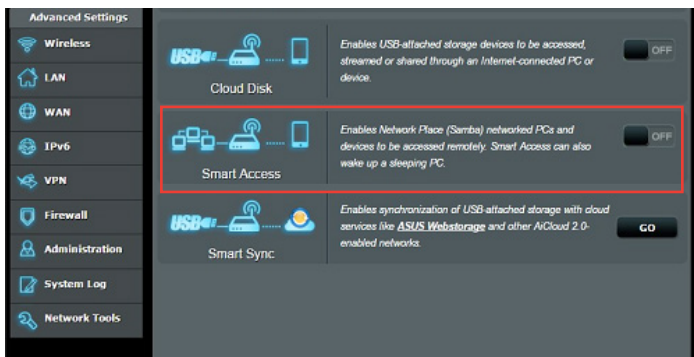 Advanced Settings
Wireless
LAN
WAN
IPv6
VPN
Firewall
Administration
System Log
Network Tools
USB
Cloud Disk
Enables USB-attached storage devices to be accessed,
streamed or shared through an Internet-connected PC or
device.
OFF
Smart Access
Enables Network Place (Samba) networked PCs and
devices to be accessed remotely. Smart Access can also
wake up a sleeping PC.
OFF
USB
Smart Sync
Enables synchronization of USB-attached storage with cloud
services like ASUS Webstorage and other AiCloud 2.0-
enabled networks.
GO